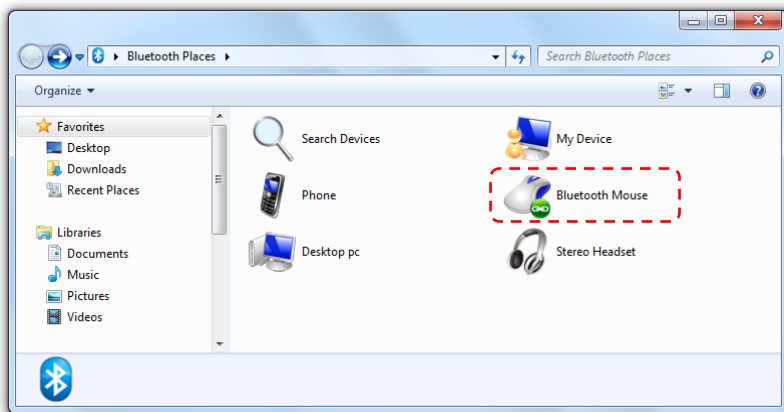 Bluetooth Places
Search Bluetooth Places
Organize
Favorites
Desktop
Downloads
Recent Places
Libraries
Documents
Music
Pictures
Videos
Search Devices
My Device
Phone
Bluetooth Mouse
Desktop pc
Stereo Headset